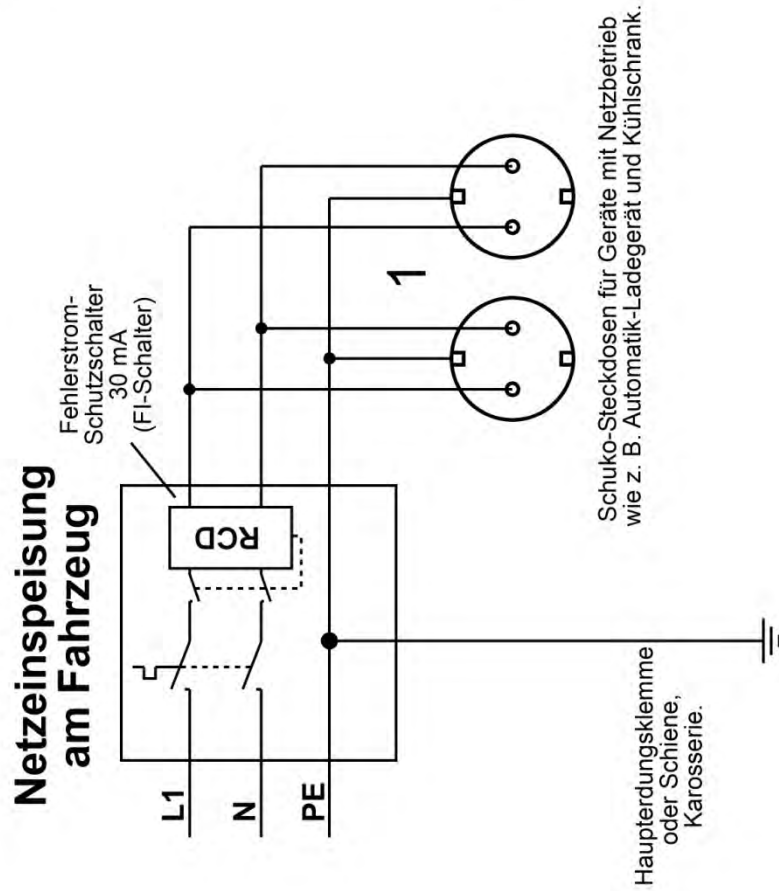 Netzeinspeisung
am Fahrzeug
Fehlerstrom-
Schutzschalter
30 mA
(FI-Schalter)
L1
N
PE
RCD
1
Schuko-Steckdosen für Geräte mit Netzbetrieb
wie z. B. Automatik-Ladegerät und Kühlschrank.
Haupterdungsklemme
oder Schiene,
Karosserie.